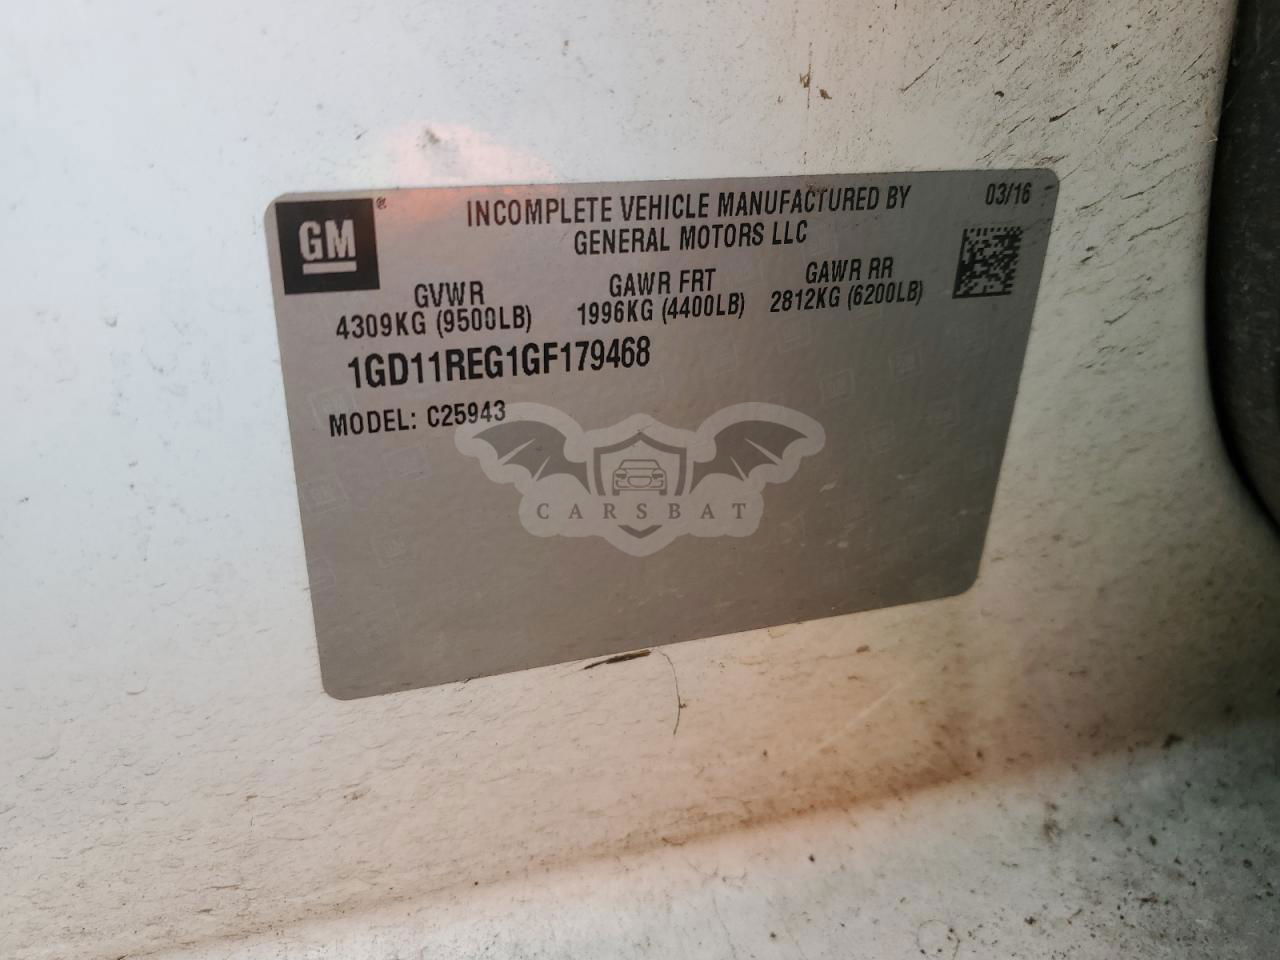 GM®
INCOMPLETE VEHICLE MANUFACTURED BY
GENERAL MOTORS LLC
03/16
GVWR
4309KG (9500LB)
GAWR FRT
1996KG (4400LB)
GAWR RR
2812KG (6200LB)
1GD11REG1GF179468
MODEL: C25943
CARSBAT